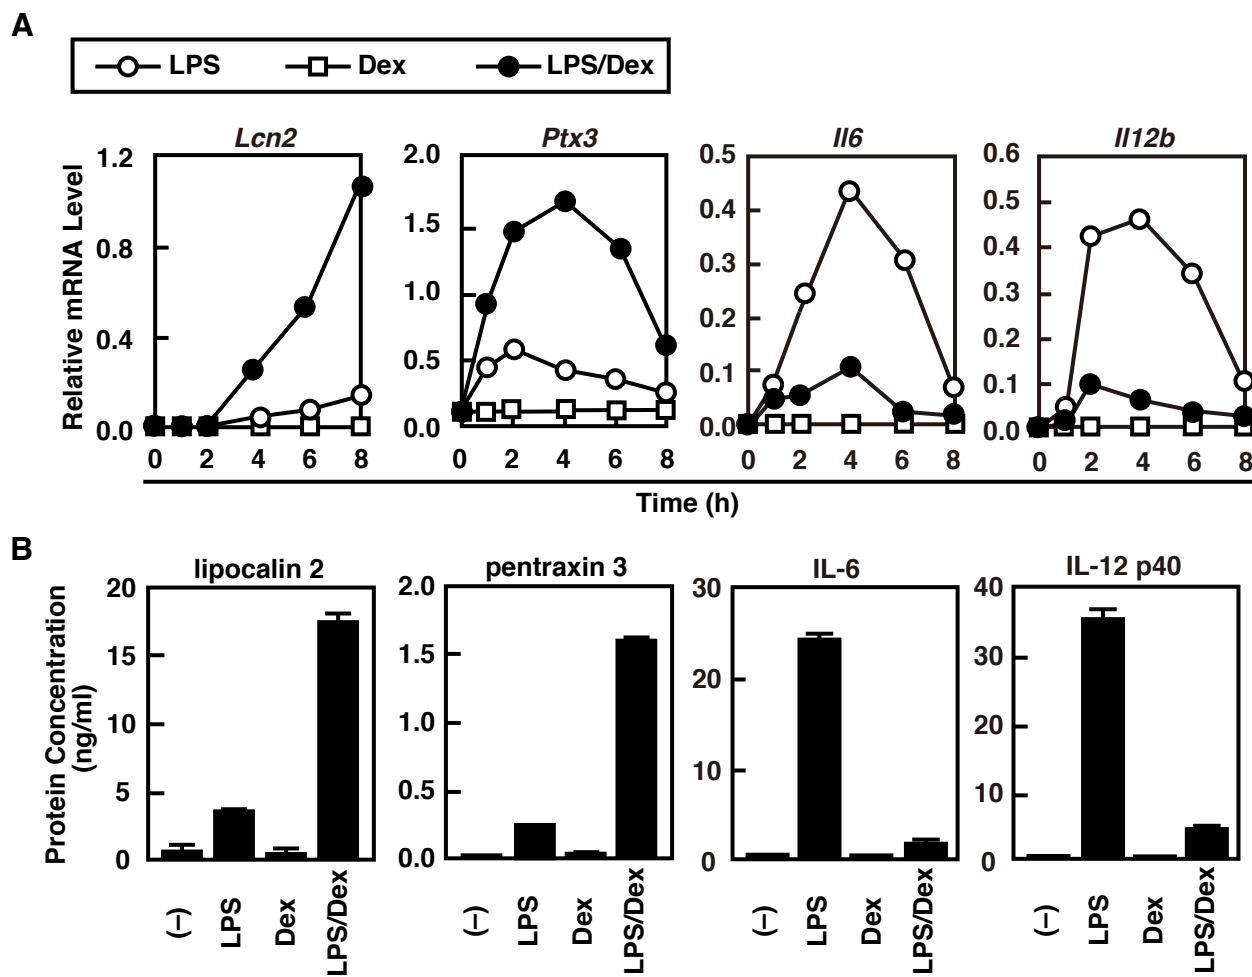 A
LPS Dex LPS/Dex
Lcn2 Ptx3 Il6 Il12b
Relative mRNA Level
1.2 0.8 0.4 0.0
2.0 1.5 1.0 0.5 0.0
0.5 0.4 0.3 0.2 0.1 0.0
0.6 0.5 0.4 0.3 0.2 0.1 0.0
0 2 4 6 8 0 2 4 6 8 0 2 4 6 8 0 2 4 6 8
Time (h)
B
lipocalin 2 pentraxin 3 IL-6 IL-12 p40
Protein Concentration
(ng/ml)
20 15 10 5 0
2.0 1.5 1.0 0.5 0.0
30 20 10 0
40 30 20 10 0
(–) LPS Dex LPS/Dex (–) LPS Dex LPS/Dex (–) LPS Dex LPS/Dex (–) LPS Dex LPS/Dex